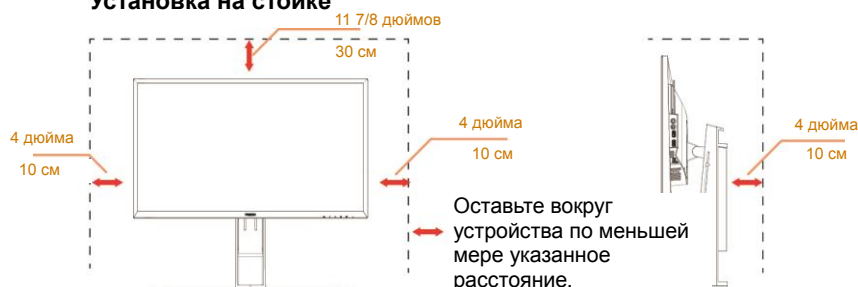 Установка на стойке
11 7/8 дюймов
30 см
4 дюйма
10 см
4 дюйма
10 см
4 дюйма
10 см
Оставьте вокруг
устройства по меньшей
мере указанное
расстояние.